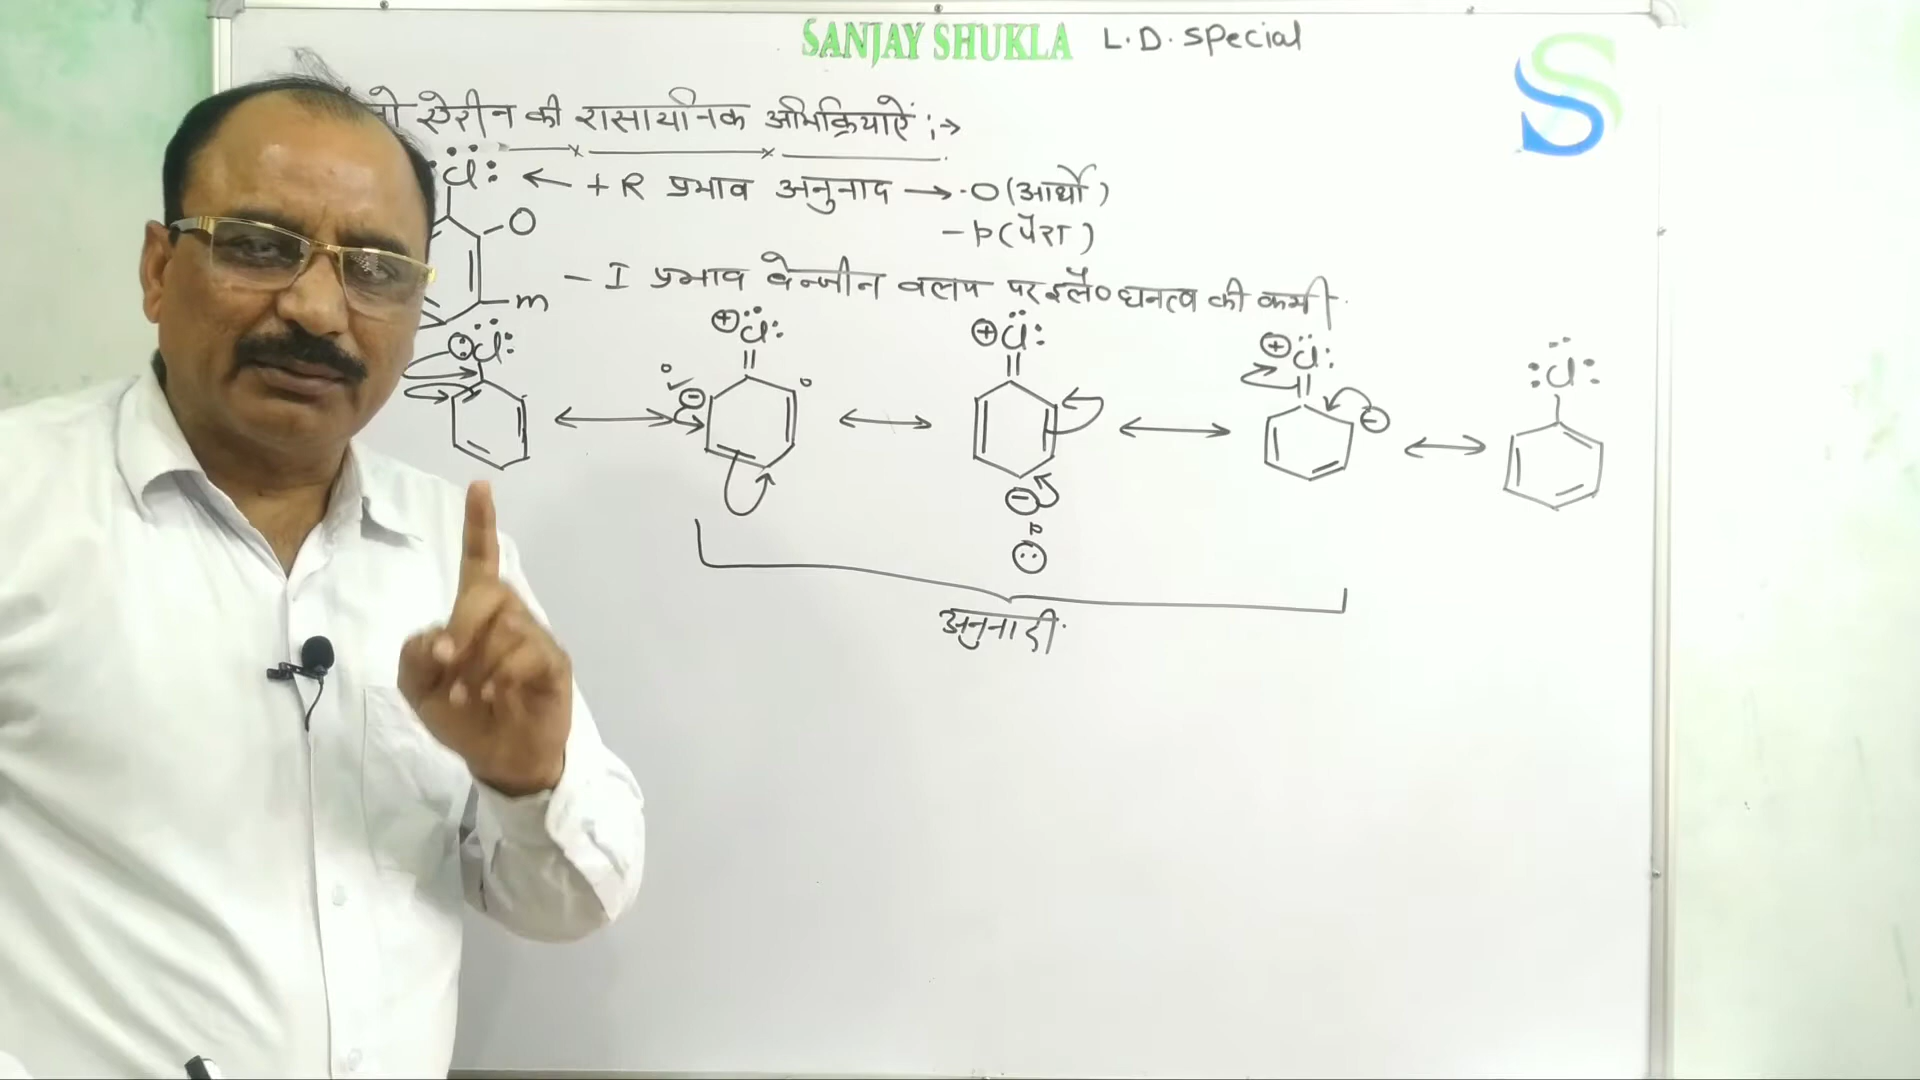 SANJAY SHUKLA L.D. special
S
की रासायनिक अभिक्रियाऐं :→
Cl ← +R प्रभाव अनुनाद → -O (आर्थो)
-O
-p (पैरा)
-I प्रभाव बेन्जीन वलय पर इलै० घनत्व की कमी
-m
Cl ⊕Cl: ⊕Cl: ⊕Cl: :Cl:
o o
⊖ ⊖ ⊖
p
अनुनादी